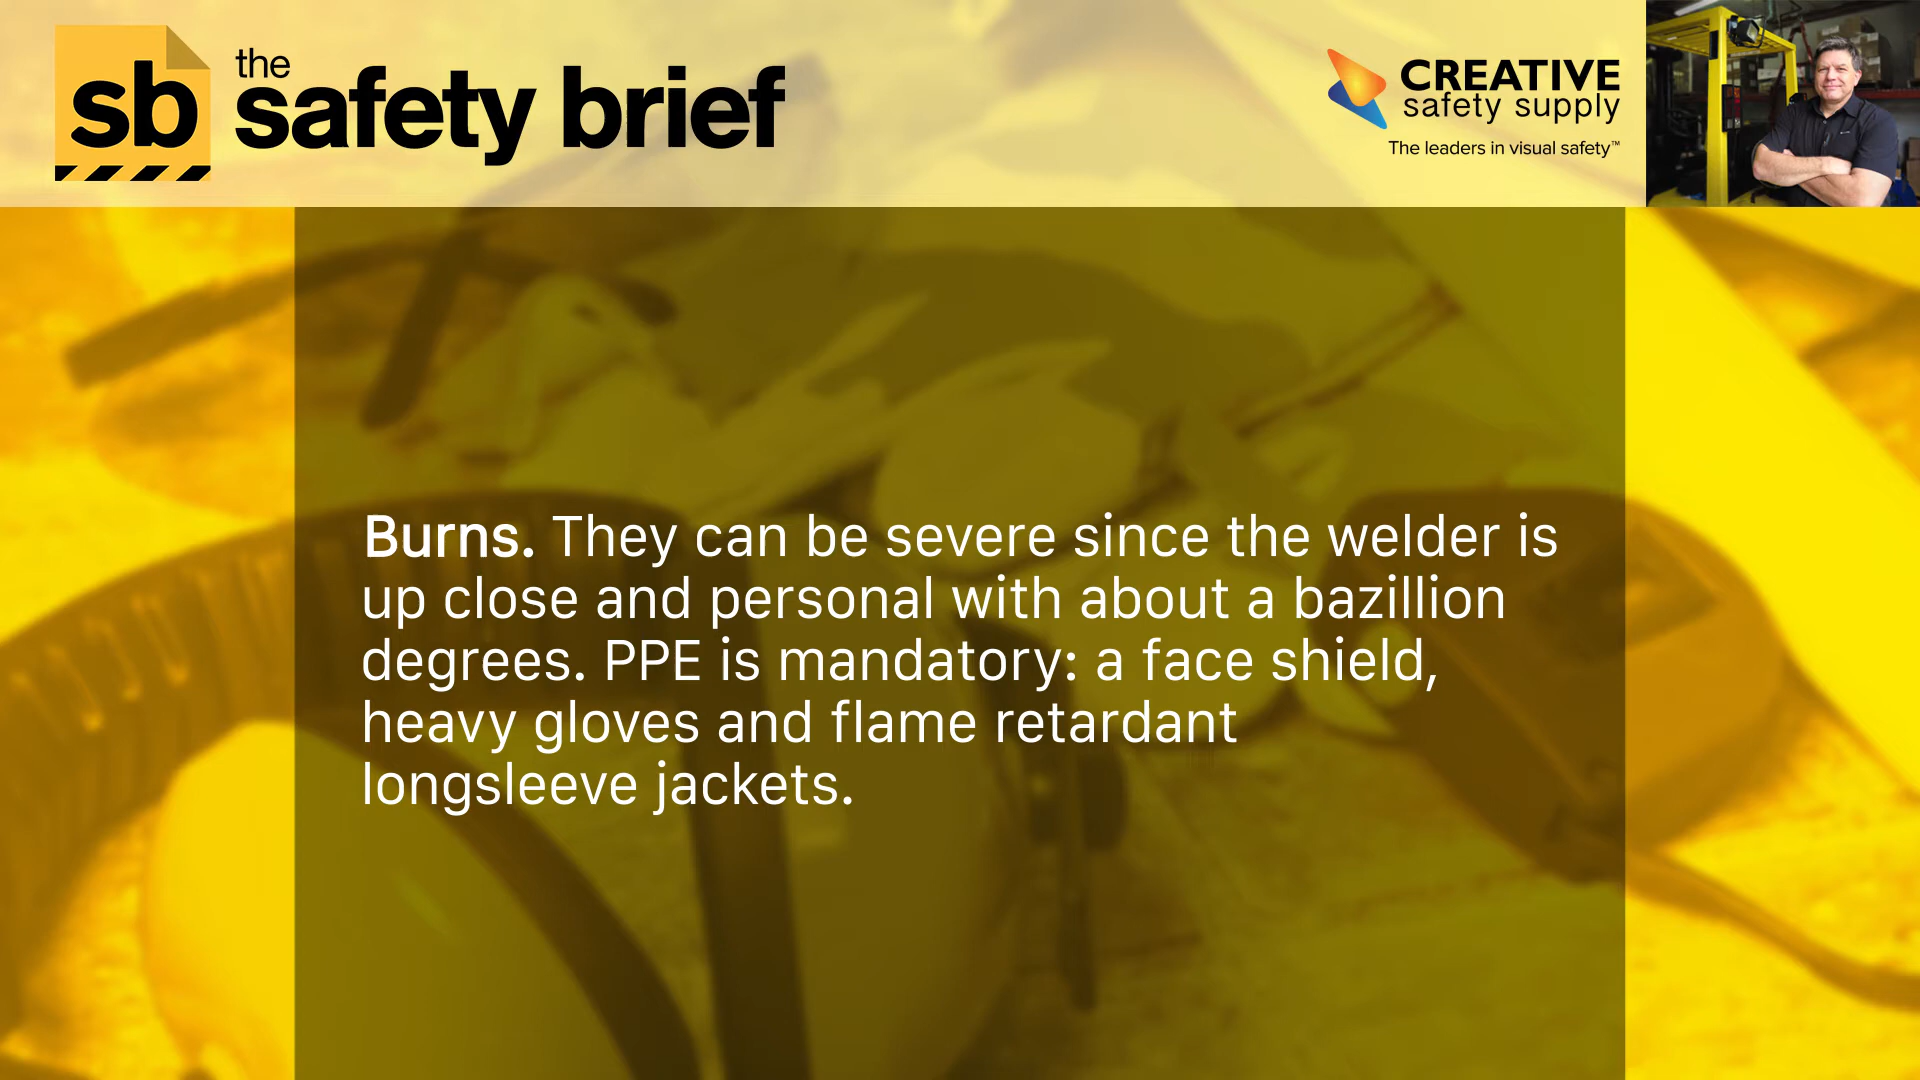 sb
the
safety brief
CREATIVE
safety supply
The leaders in visual safety™
Burns. They can be severe since the welder is
up close and personal with about a bazillion
degrees. PPE is mandatory: a face shield,
heavy gloves and flame retardant
longsleeve jackets.